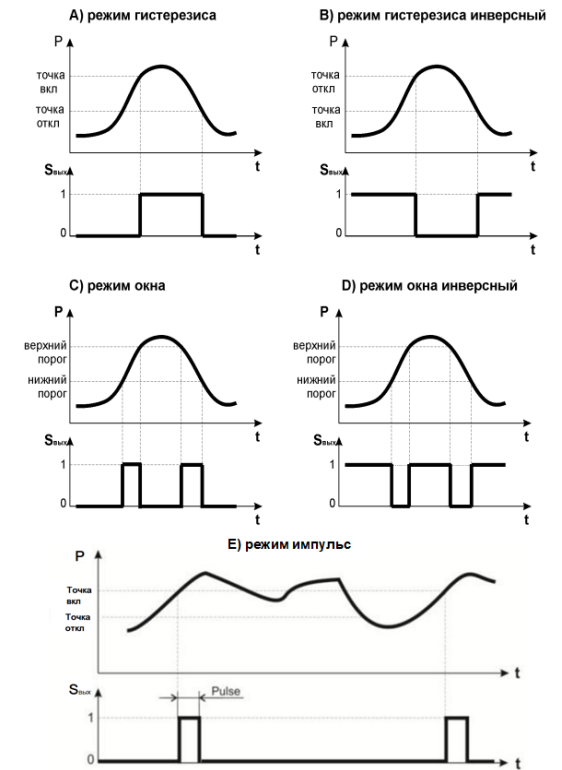 А) режим гистерезиса
P
точка
вкл
точка
откл
t
Sвых
1
0
t
B) режим гистерезиса инверсный
P
точка
откл
точка
вкл
t
Sвых
1
0
t
C) режим окна
P
верхний
порог
нижний
порог
t
Sвых
1
0
t
D) режим окна инверсный
P
верхний
порог
нижний
порог
t
Sвых
1
0
t
E) режим импульс
P
Точка
вкл
Точка
откл
t
Sвых
Pulse
1
0
t